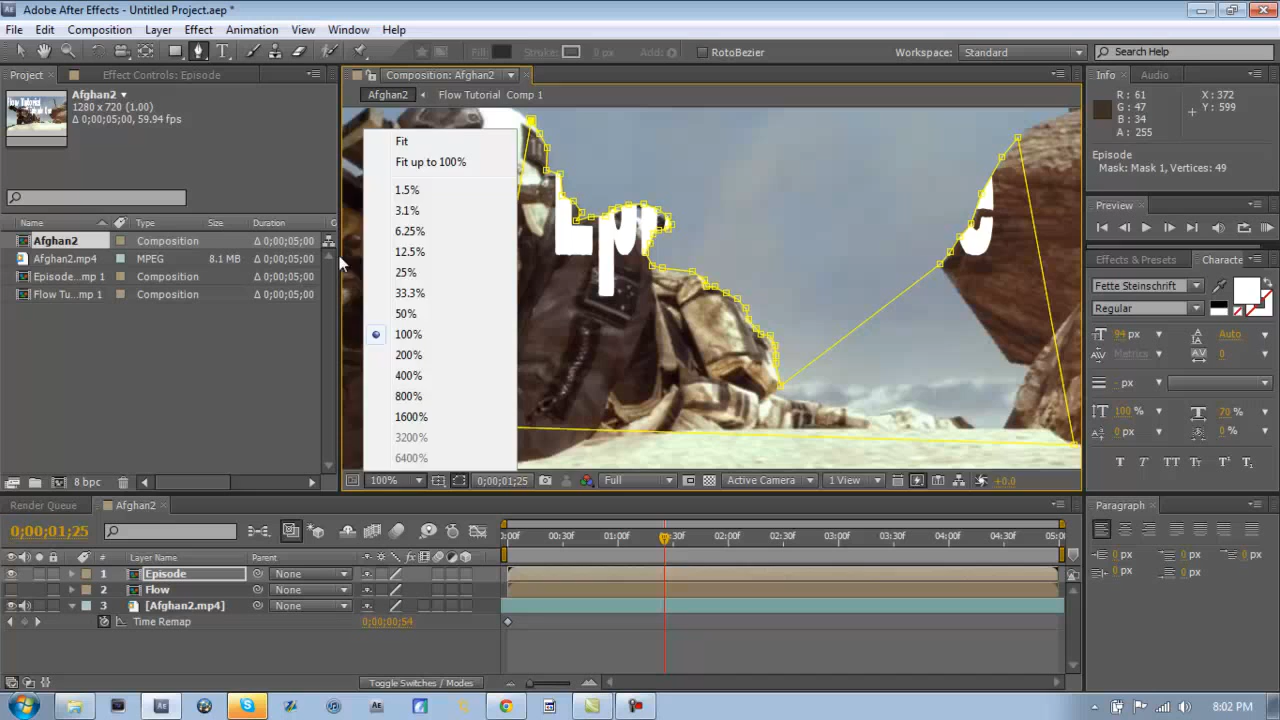 Adobe After Effects - Untitled Project.aep *
File Edit Composition Layer Effect Animation View Window Help
Fill: Stroke: 0 px Add: RotoBezier Workspace: Standard Search Help
Project Effect Controls: Episode
Afghan2
1280 x 720 (1.00)
Δ 0;00;05;00, 59.94 fps
Name Type Comment Duration
Afghan2 Composition Δ 0;00;05;00
Afghan2.mp4 MPEG 8.1 MB Δ 0;00;05;00
Episode...mp 1 Composition Δ 0;00;05;00
Flow Tu...mp 1 Composition Δ 0;00;05;00
8 bpc
Composition: Afghan2
Afghan2 Flow Tutorial Comp 1
Fit
Fit up to 100%
1.5%
3.1%
6.25%
12.5%
25%
33.3%
50%
100%
200%
400%
800%
1600%
3200%
6400%
100% 0;00;01;25 Full Active Camera 1 View +0.0
Info Audio
R : 61
G : 47
B : 34
A : 255
X : 372
Y : 599
Episode
Mask: Mask 1, Vertices: 49
Preview
Effects & Presets Characte
Fette Steinschrift
Regular
94 px Auto
Metrics 0
- px
100 % 70 %
0 px 0 %
T T TT Tt T T
Paragraph
0 px 0 px 0 px
0 px 0 px
Render Queue Afghan2
0;00;01;25
# Layer Name Parent
1 Episode None
2 Flow None
3 [Afghan2.mp4] None
Time Remap 0;00;00;54
Toggle Switches / Modes
):00f 00:30f 01:00f 01:30f 02:00f 02:30f 03:00f 03:30f 04:00f 04:30f 05:0
8:02 PM